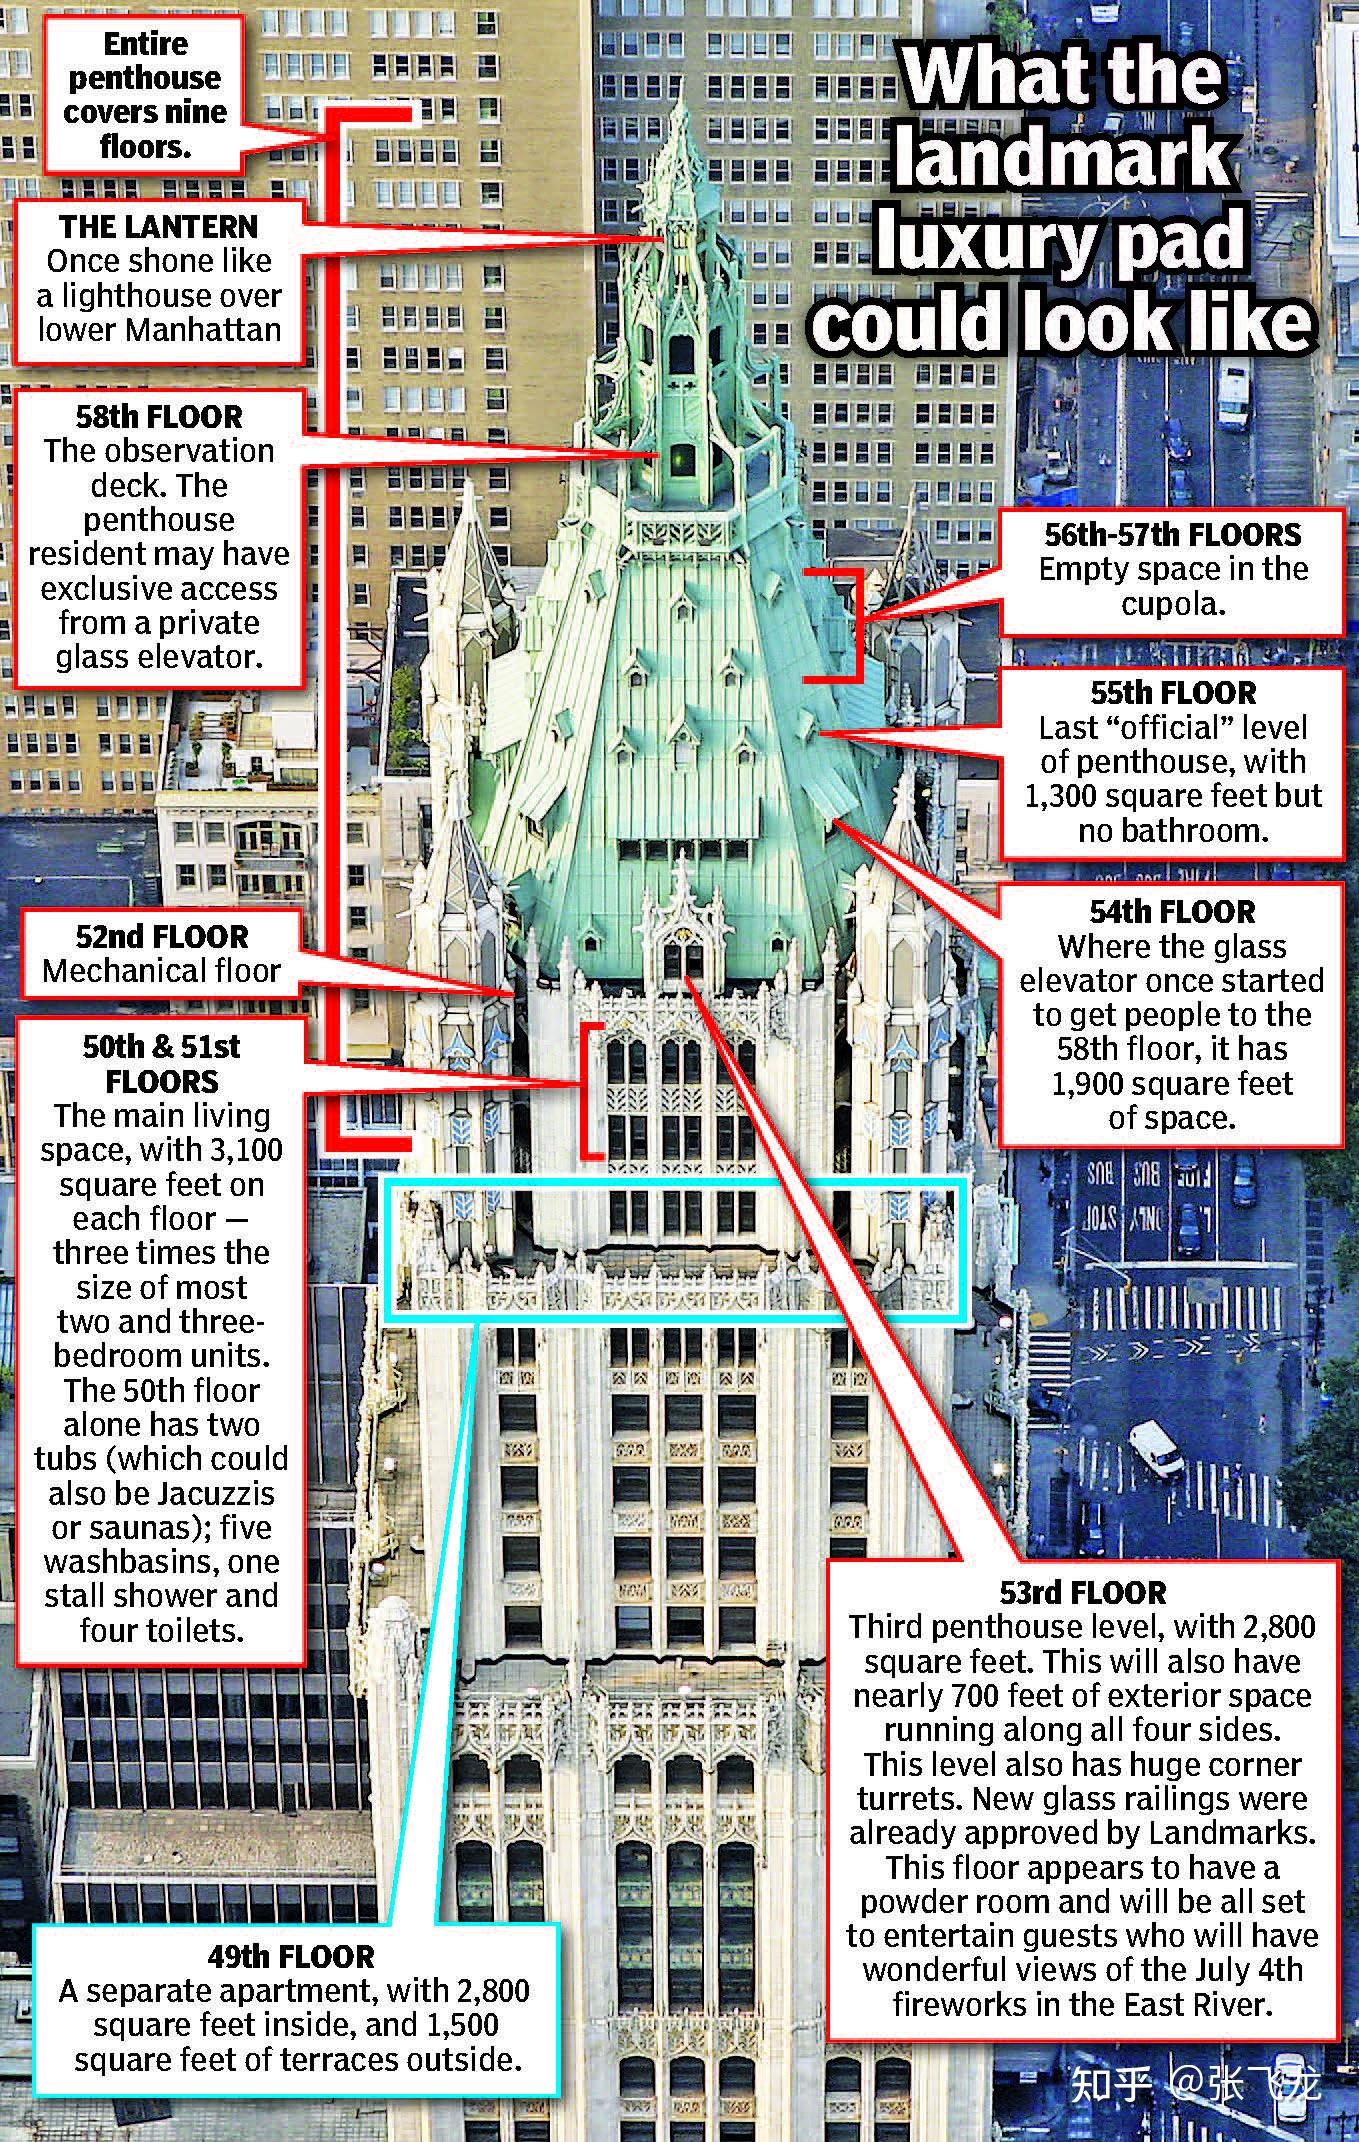 What the
landmark
luxury pad
could look like
Entire
penthouse
covers nine
floors.
THE LANTERN
Once shone like
a lighthouse over
lower Manhattan
58th FLOOR
The observation
deck. The
penthouse
resident may have
exclusive access
from a private
glass elevator.
56th-57th FLOORS
Empty space in the
cupola.
55th FLOOR
Last “official” level
of penthouse, with
1,300 square feet but
no bathroom.
54th FLOOR
Where the glass
elevator once started
to get people to the
58th floor, it has
1,900 square feet
of space.
52nd FLOOR
Mechanical floor
50th & 51st
FLOORS
The main living
space, with 3,100
square feet on
each floor —
three times the
size of most
two and three-
bedroom units.
The 50th floor
alone has two
tubs (which could
also be Jacuzzis
or saunas); five
washbasins, one
stall shower and
four toilets.
BUS BUS
STOP ONLY
53rd FLOOR
Third penthouse level, with 2,800
square feet. This will also have
nearly 700 feet of exterior space
running along all four sides.
This level also has huge corner
turrets. New glass railings were
already approved by Landmarks.
This floor appears to have a
powder room and will be all set
to entertain guests who will have
wonderful views of the July 4th
fireworks in the East River.
49th FLOOR
A separate apartment, with 2,800
square feet inside, and 1,500
square feet of terraces outside.
知乎 @张飞龙